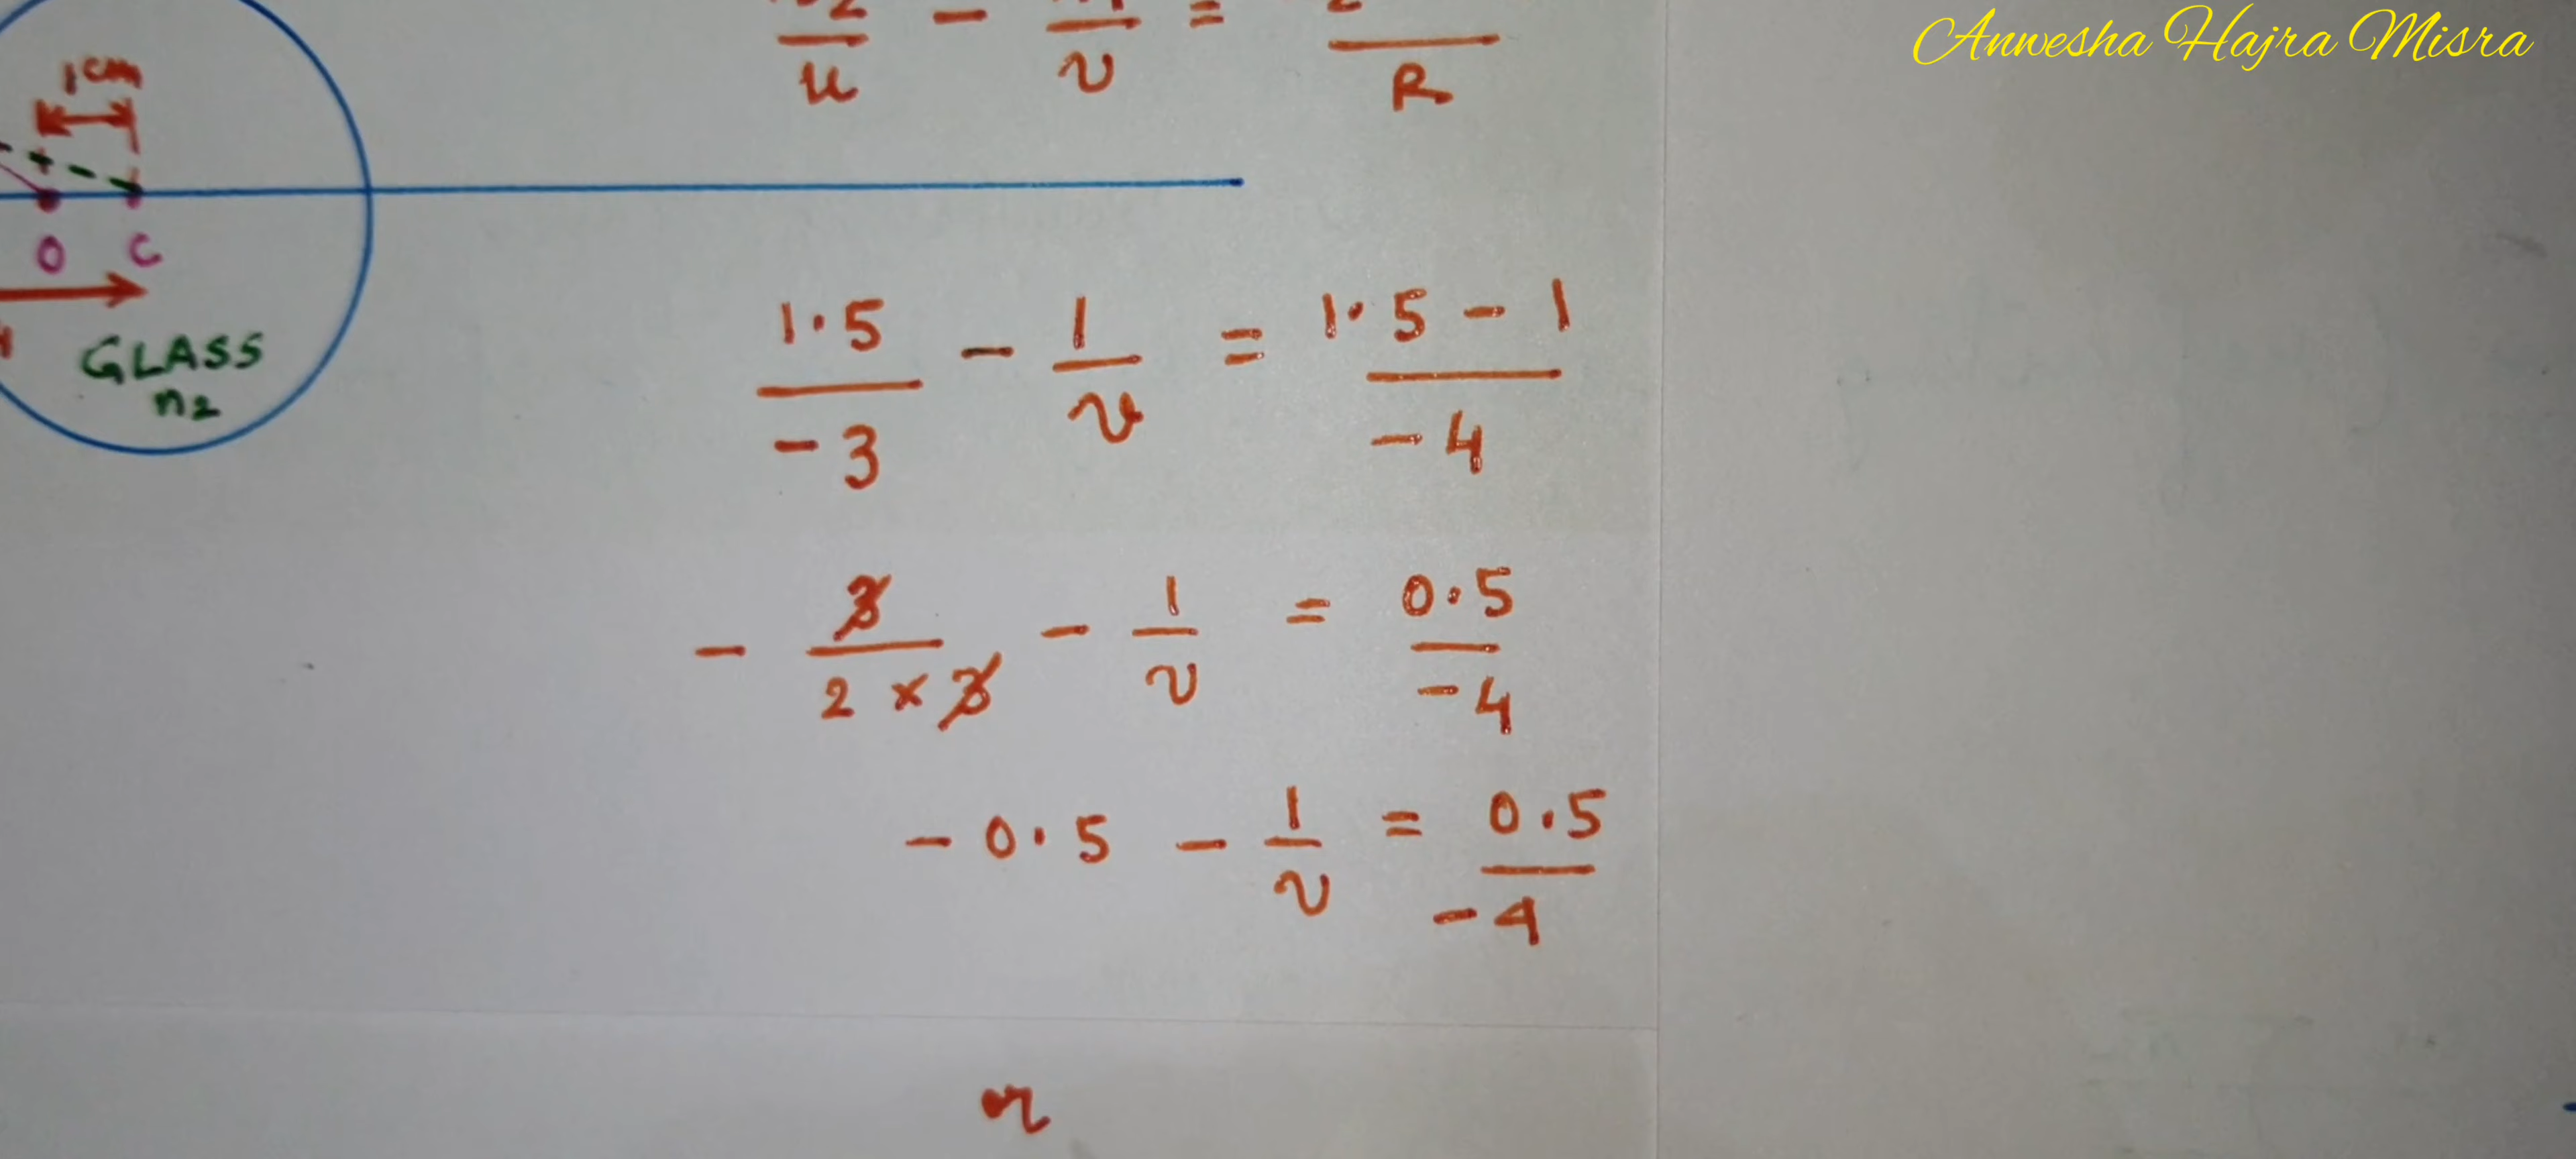 Anwesha Hajra Misra
1cm
— / u − — / v = — / R
O C
GLASS
n2
1.5 / -3 − 1 / v = 1.5 − 1 / -4
− 3 / 2 × 3 − 1 / v = 0.5 / -4
− 0.5 − 1 / v = 0.5 / -4
or